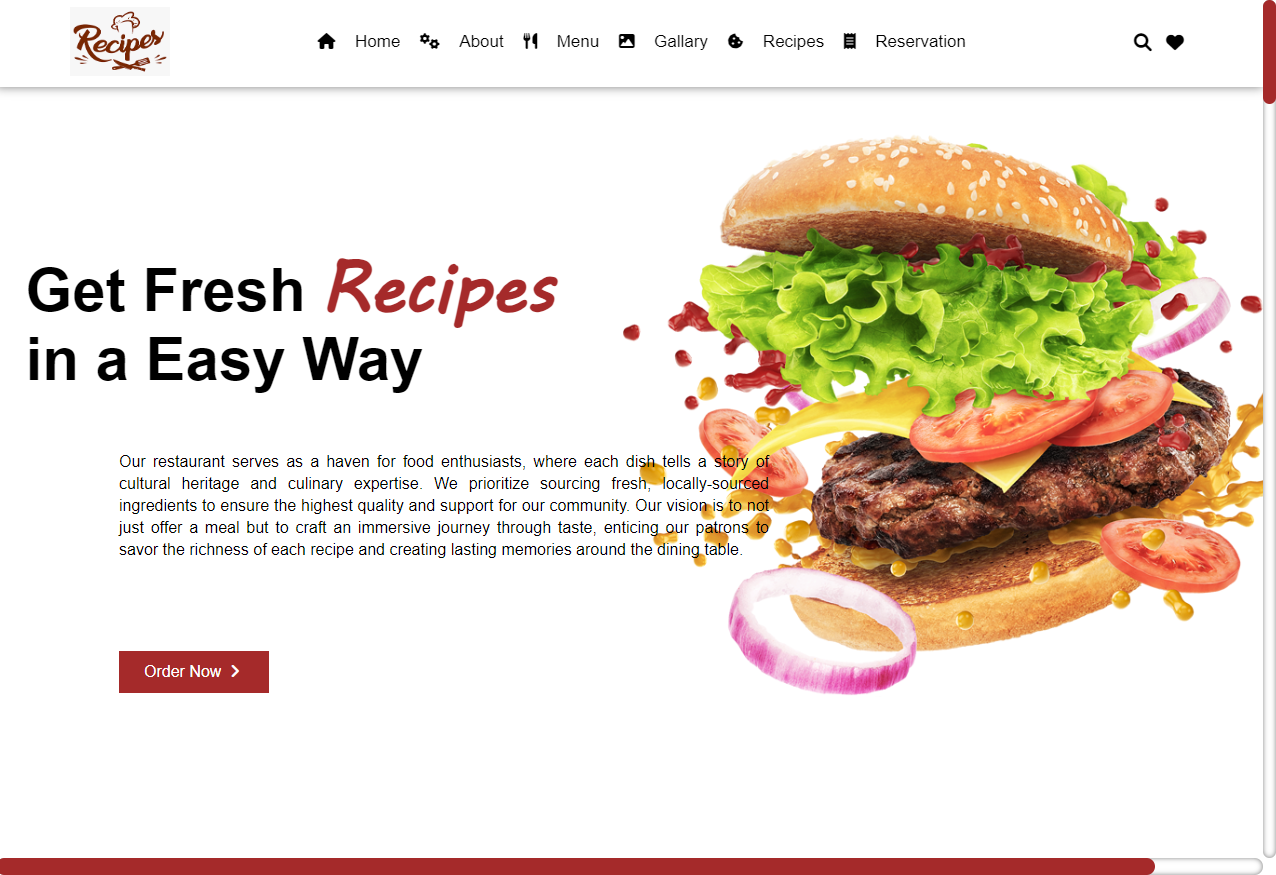 Recipes
Home About Menu Gallary Recipes Reservation
Get Fresh Recipes
in a Easy Way
Our restaurant serves as a haven for food enthusiasts, where each dish tells a story of
cultural heritage and culinary expertise. We prioritize sourcing fresh, locally-sourced
ingredients to ensure the highest quality and support for our community. Our vision is to not
just offer a meal but to craft an immersive journey through taste, enticing our patrons to
savor the richness of each recipe and creating lasting memories around the dining table.
Order Now